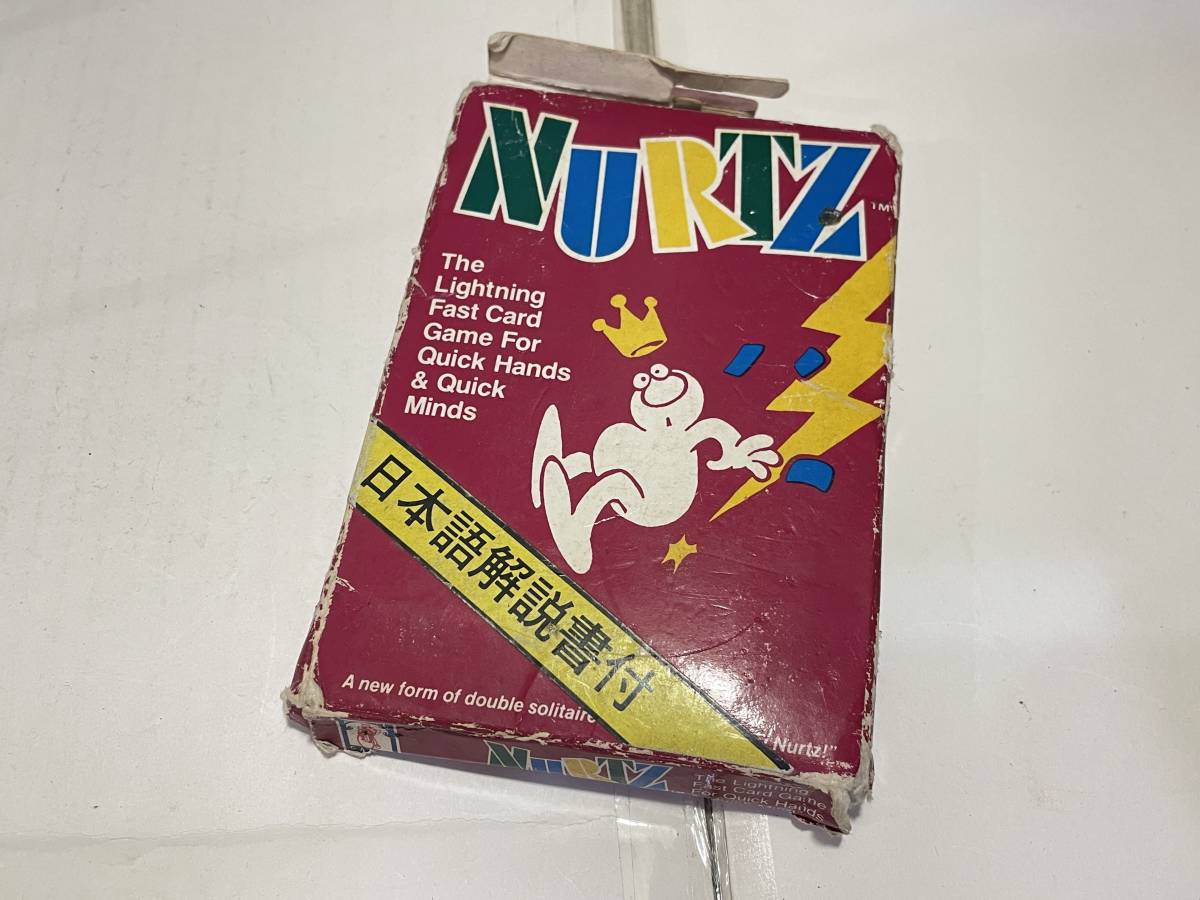 NURTZ
TM
The
Lightning
Fast Card
Game For
Quick Hands
& Quick
Minds
日本語解説書付
A new form of double solitaire
Nurtz!"
NURTZ
The Lightning
Fast Card Game
For Quick Hands